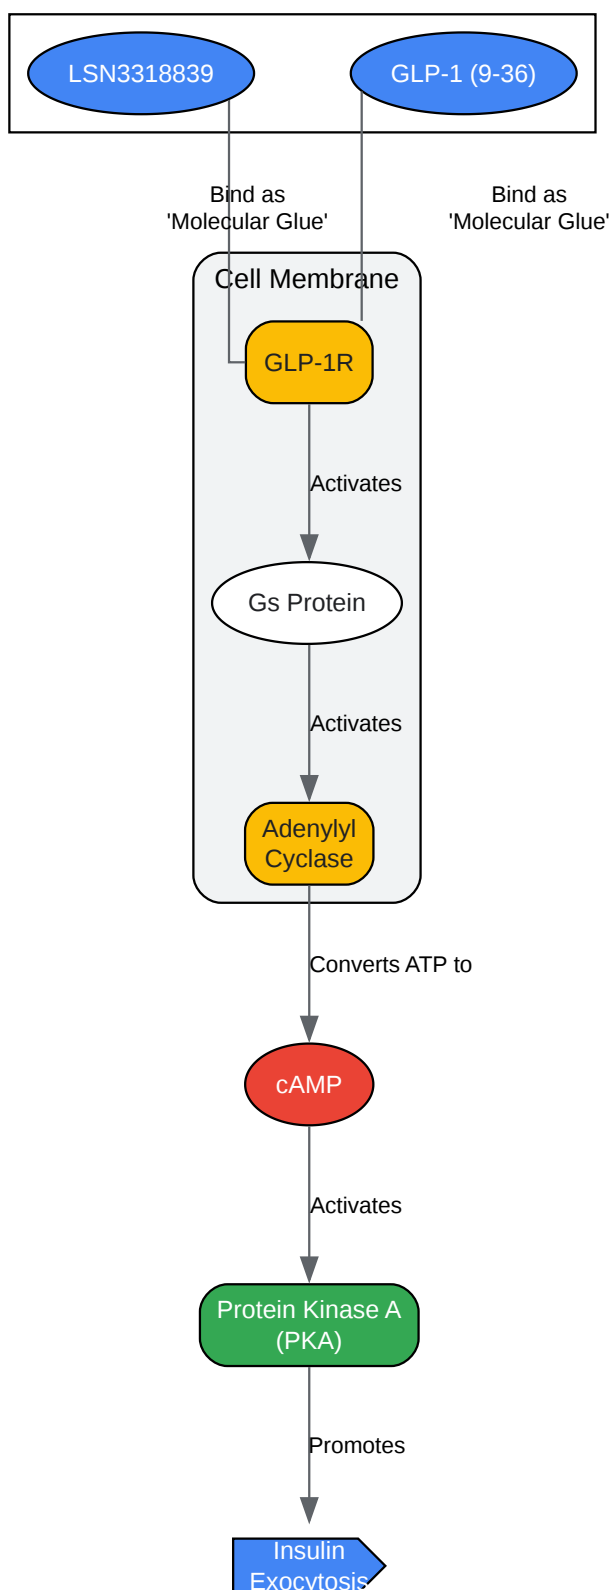 LSN3318839
GLP-1 (9-36)
Bind as
'Molecular Glue'
Bind as
'Molecular Glue'
Cell Membrane
GLP-1R
Activates
Gs Protein
Activates
Adenylyl
Cyclase
Converts ATP to
cAMP
Activates
Protein Kinase A
(PKA)
Promotes
Insulin
Exocytosis